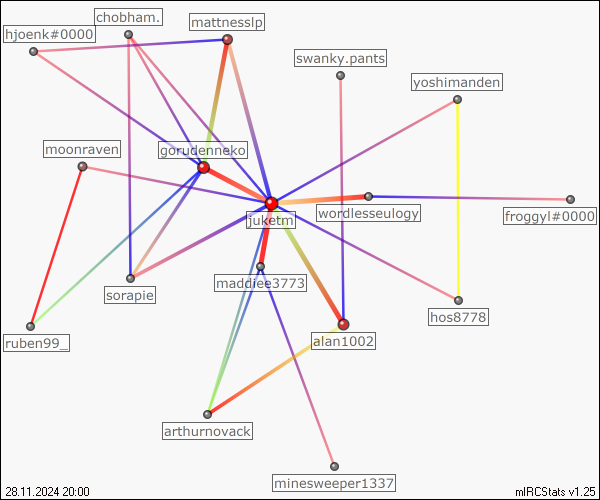 chobham.
mattnesslp
hjoenk#0000
swanky.pants
yoshimanden
moonraven
gorudenneko
wordlesseulogy
froggyl#0000
juketm
maddiee3773
sorapie
hos8778
ruben99_
alan1002
arthurnovack
minesweeper1337
28.11.2024 20:00
mIRCStats v1.25